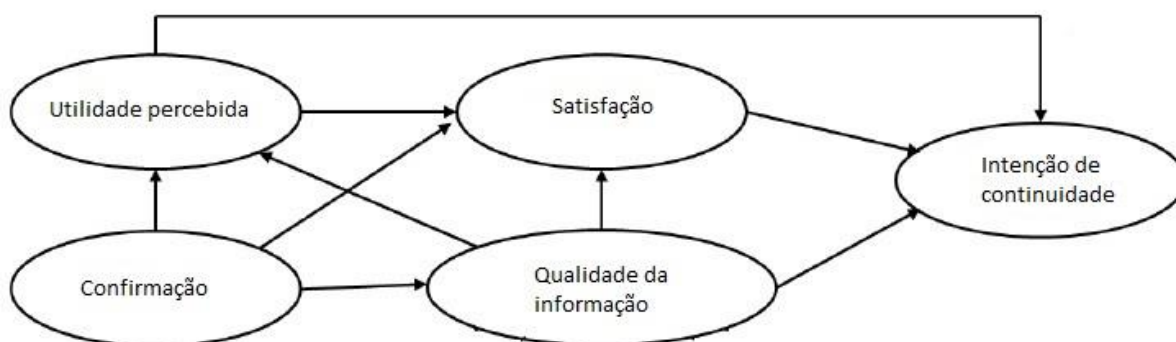 Utilidade percebida
Satisfação
Intenção de
continuidade
Confirmação
Qualidade da
informação